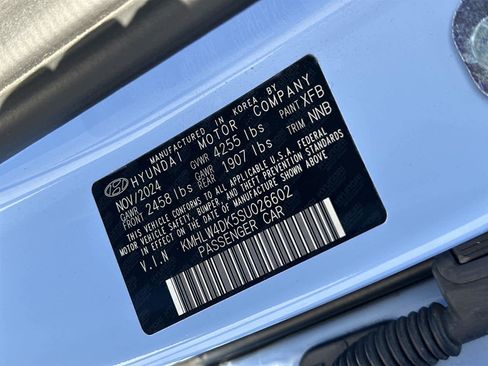 MANUFACTURED IN KOREA BY
HYUNDAI MOTOR COMPANY
NOV/2024 GVWR 4255 lbs PAINT XFB
GAWR FRONT 2458 lbs GAWR REAR 1907 lbs TRIM NNB
THIS VEHICLE CONFORMS TO ALL APPLICABLE U.S.A. FEDERAL
MOTOR VEHICLE SAFETY, BUMPER, AND THEFT PREVENTION STANDARDS
IN EFFECT ON THE DATE OF MANUFACTURE SHOWN ABOVE.
V.I.N KMHLW4DK5SU026602
PASSENGER CAR